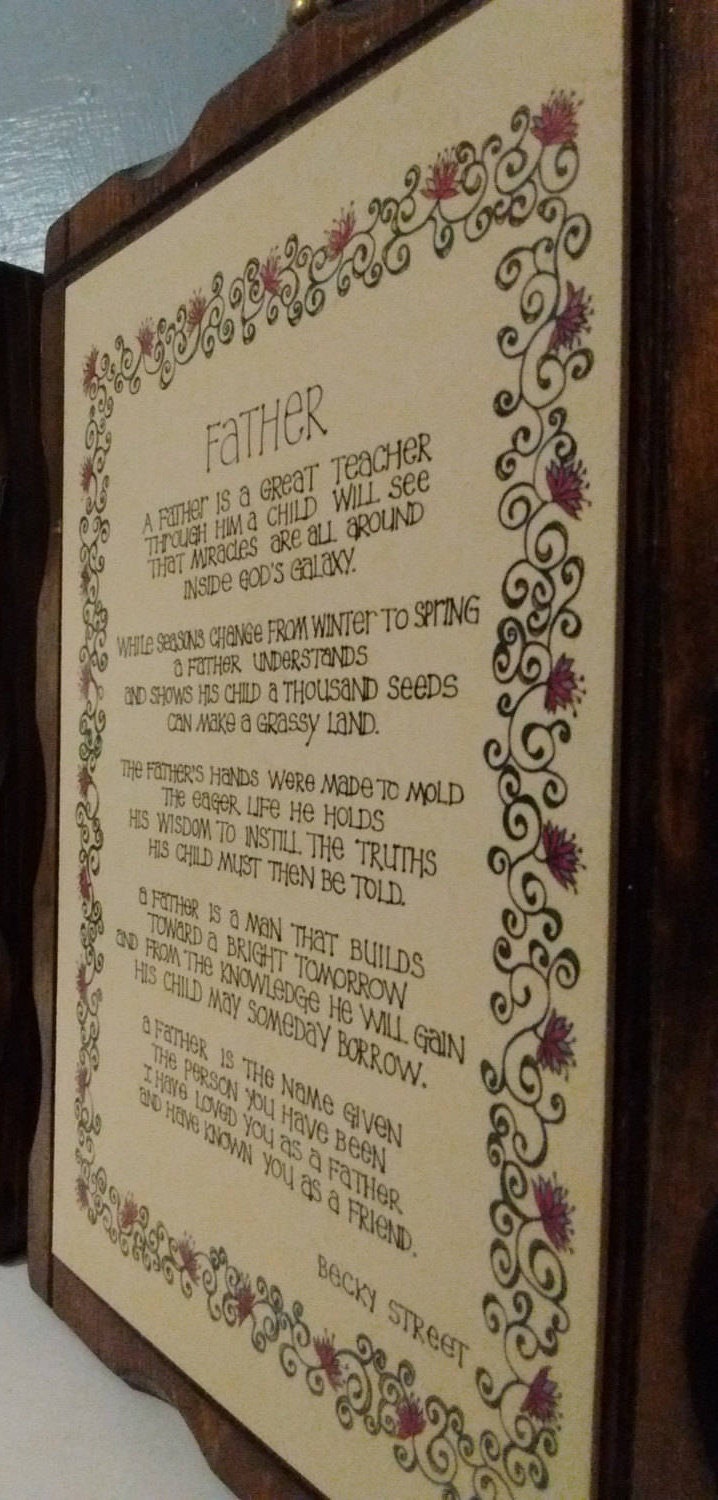 FaTHER
A FaTHer IS a GReaT TeaCHER
THrouGH HIM a CHILD WILL See
THaT MIRaCLeS aRe aLL aROUND
INSIDe GOD'S GaLaXY.
WHILe SeaSONS CHaNGe FROM WINTer TO SPrING
a FaTHER UNDERSTaNDS
aND SHOWS HIS CHILD a THOUSaND SeeDS
CaN MaKe a GRaSSy LaND.
THe FaTHeR'S HaNDS WeRe MaDe TO MOLD
THe eaGeR LIFe He HOLDS
HIS WISDOM TO INSTILL THe TRUTHS
HIS CHILD MUST THeN Be TOLD.
a FaTHeR IS a MaN THaT BUILDS
TOWaRD a BRIGHT TOMORROW
aND FROM THe KNOWLeDGe He WILL GaIN
HIS CHILD May SOMeDay BORROW.
a FaTHeR IS THe NaMe GIVeN
THe PeRSON yOU HaVe BeeN
I HaVe LOVeD yOU aS a FaTHeR
aND HaVe KNOWN yOU aS a FRIeND.
BeCKY STReeT